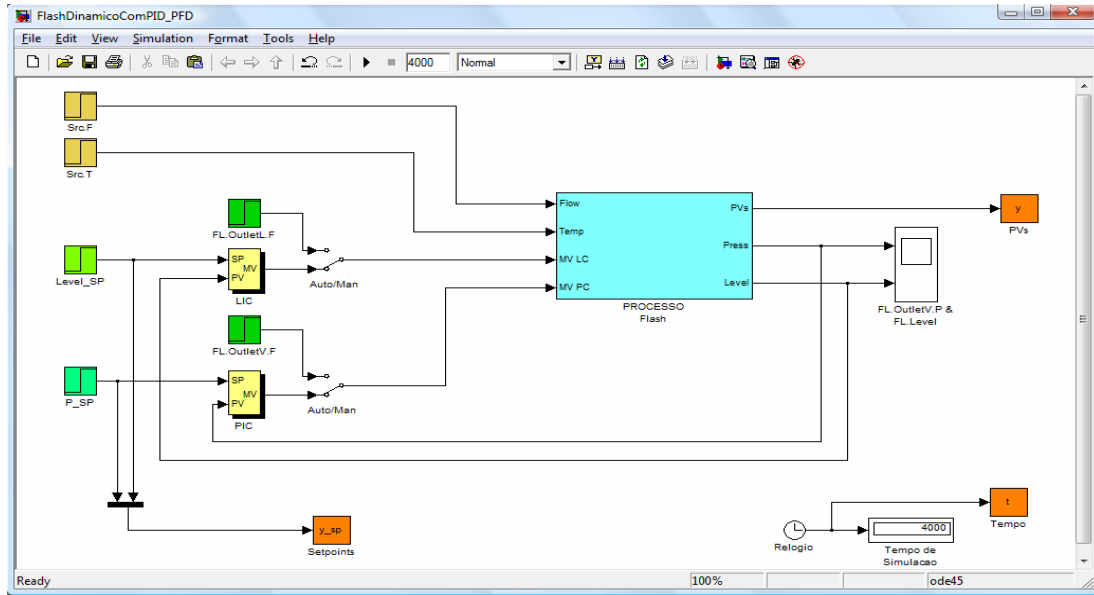 FlashDinamicoComPID_PFD
File Edit View Simulation Format Tools Help
4000 Normal
Src.F
Src.T
FL.OutletL.F
Level_SP
SP
PV
MV
LIC
Auto/Man
FL.OutletV.F
P_SP
SP
PV
MV
PIC
Auto/Man
Flow
Temp
MV LC
MV PC
PVs
Press
Level
PROCESSO
Flash
y
PVs
FL.OutletV.P &
FL.Level
y_sp
Setpoints
Relogio
4000
Tempo de
Simulacao
t
Tempo
Ready 100% ode45